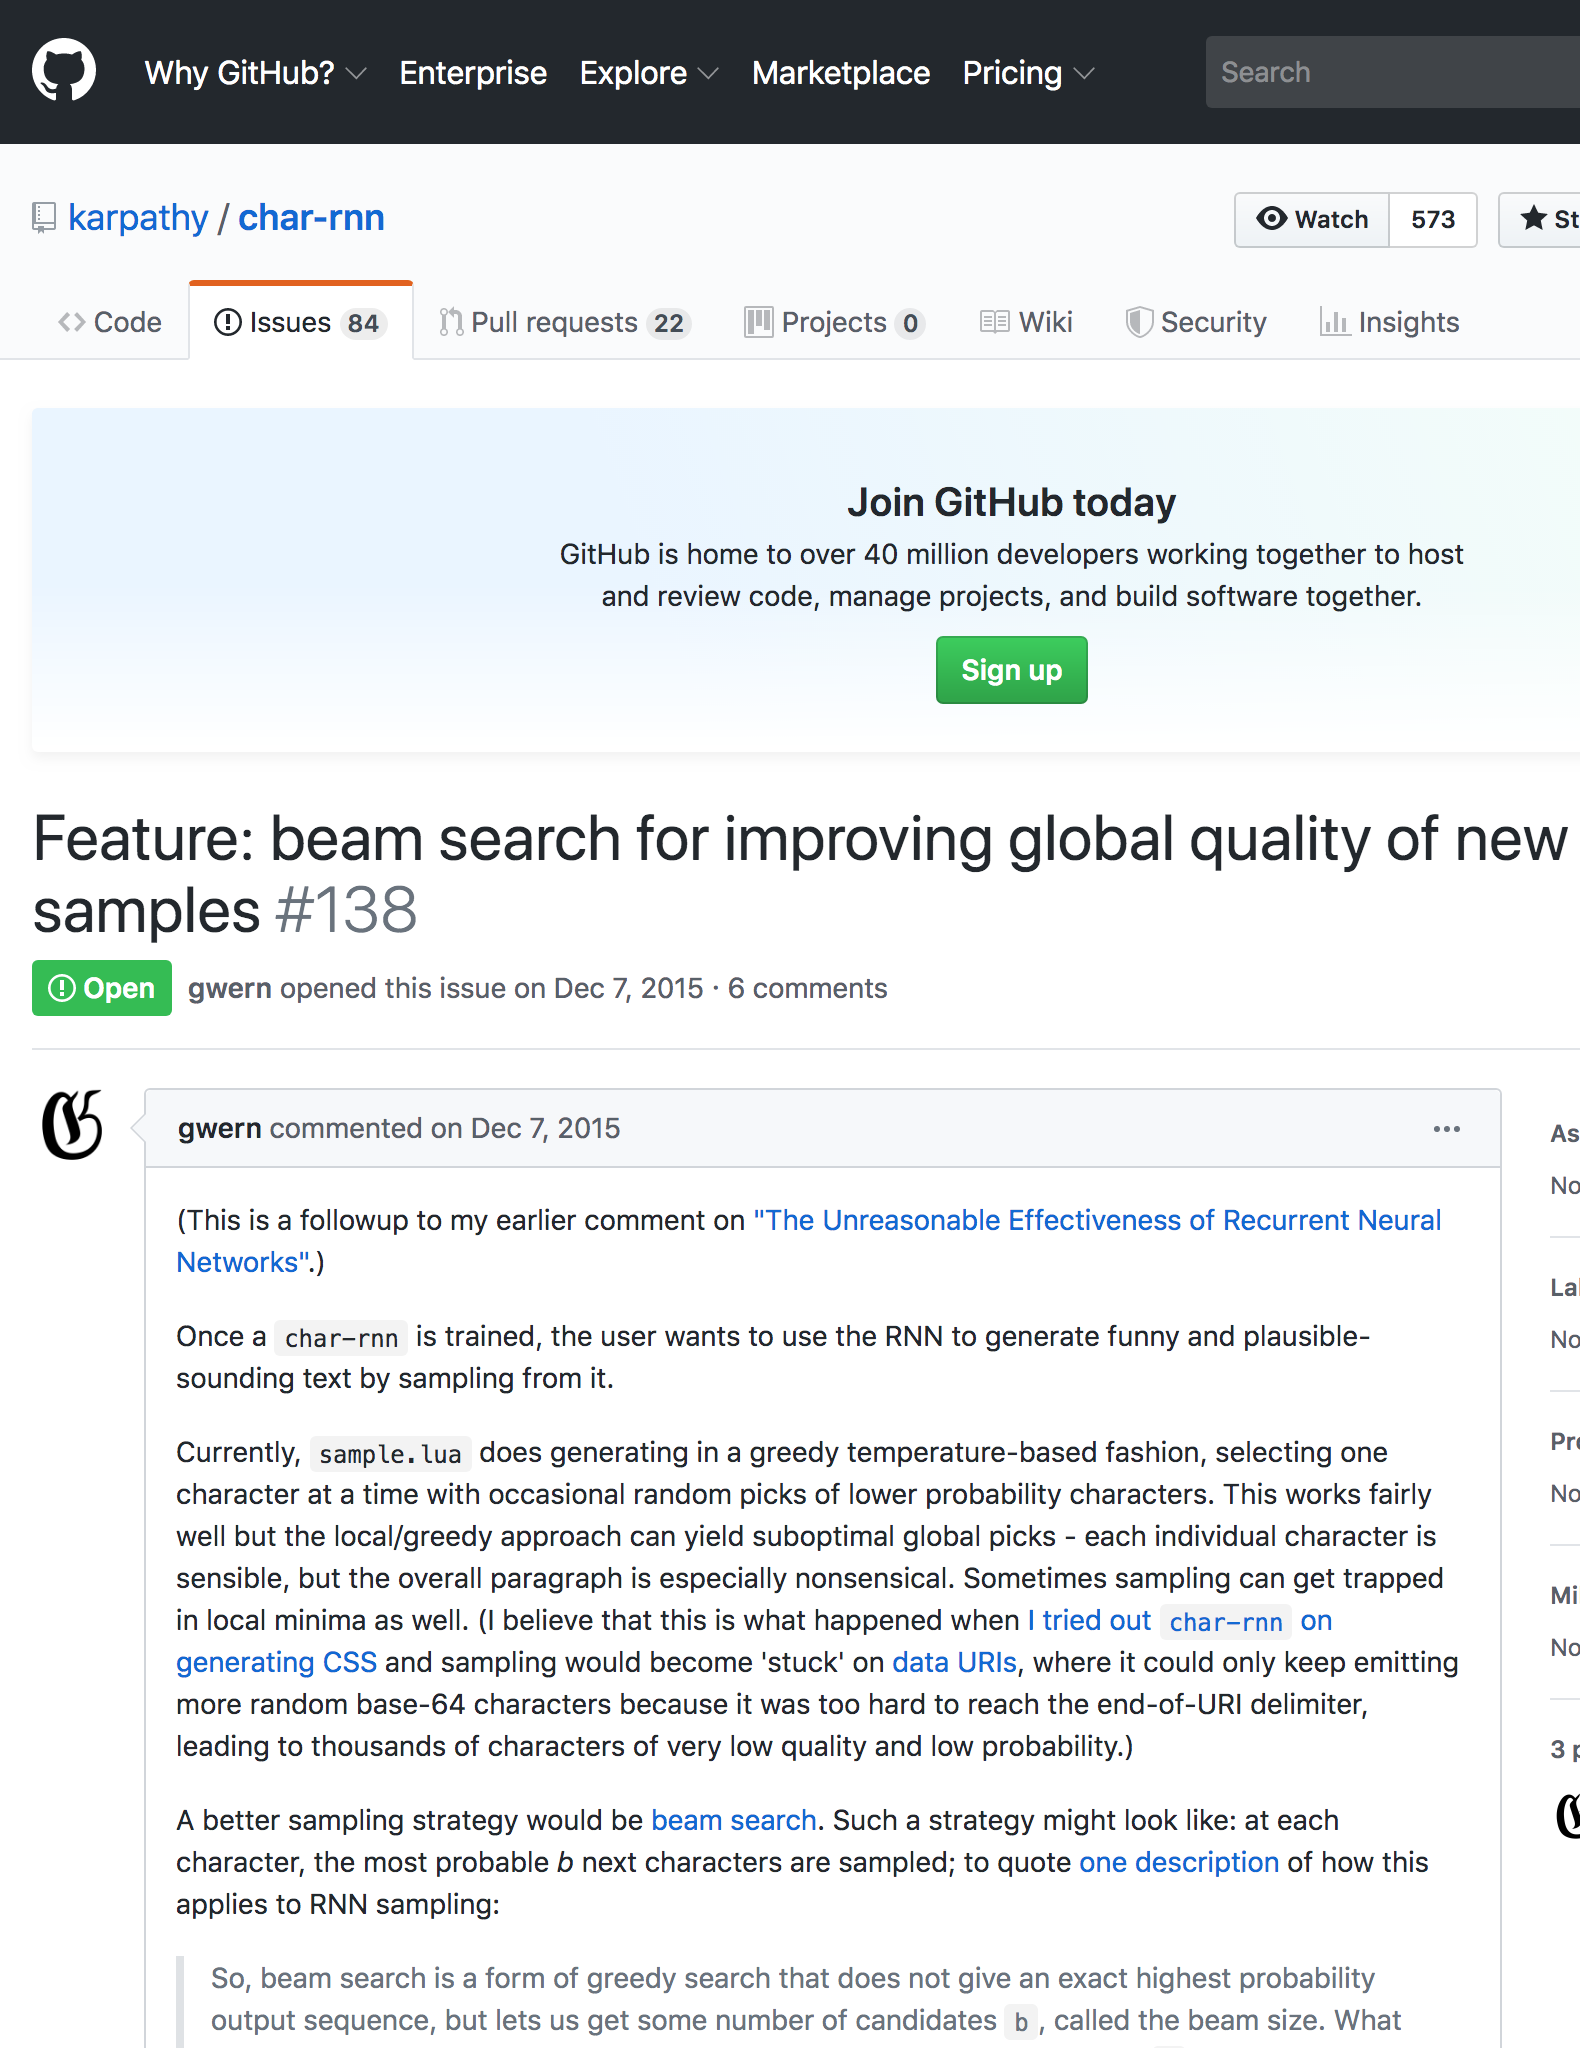 Why GitHub? Enterprise Explore Marketplace Pricing Search
karpathy / char-rnn Watch 573
Code Issues 84 Pull requests 22 Projects 0 Wiki Security Insights
Join GitHub today
GitHub is home to over 40 million developers working together to host
and review code, manage projects, and build software together.
Sign up
Feature: beam search for improving global quality of new
samples #138
Open gwern opened this issue on Dec 7, 2015 · 6 comments
gwern commented on Dec 7, 2015
(This is a followup to my earlier comment on "The Unreasonable Effectiveness of Recurrent Neural
Networks".)
Once a char-rnn is trained, the user wants to use the RNN to generate funny and plausible-
sounding text by sampling from it.
Currently, sample.lua does generating in a greedy temperature-based fashion, selecting one
character at a time with occasional random picks of lower probability characters. This works fairly
well but the local/greedy approach can yield suboptimal global picks - each individual character is
sensible, but the overall paragraph is especially nonsensical. Sometimes sampling can get trapped
in local minima as well. (I believe that this is what happened when I tried out char-rnn on
generating CSS and sampling would become 'stuck' on data URIs, where it could only keep emitting
more random base-64 characters because it was too hard to reach the end-of-URI delimiter,
leading to thousands of characters of very low quality and low probability.)
A better sampling strategy would be beam search. Such a strategy might look like: at each
character, the most probable b next characters are sampled; to quote one description of how this
applies to RNN sampling:
So, beam search is a form of greedy search that does not give an exact highest probability
output sequence, but lets us get some number of candidates b, called the beam size. What